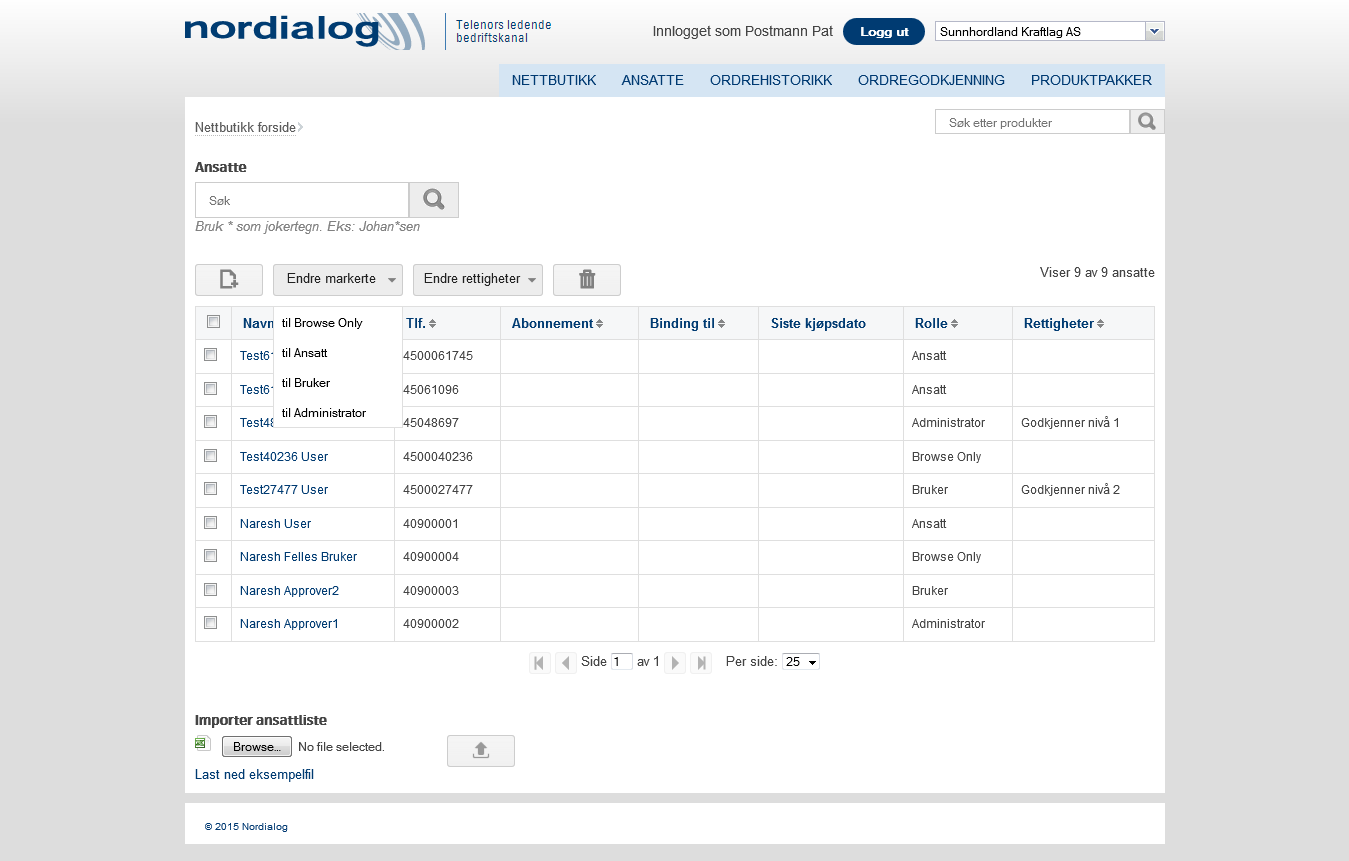 nordialog
Telenors ledende
bedriftskanal
Innlogget som Postmann Pat
Logg ut
Sunnhordland Kraftlag AS
NETTBUTIKK ANSATTE ORDREHISTORIKK ORDREGODKJENNING PRODUKTPAKKER
Nettbutikk forside
Søk etter produkter
Ansatte
Søk
Bruk * som jokertegn. Eks: Johan*sen
Endre markerte Endre rettigheter
Viser 9 av 9 ansatte
Navn Tlf. Abonnement Binding til Siste kjøpsdato Rolle Rettigheter
til Browse Only
til Ansatt
til Bruker
til Administrator
Test61 4500061745 Ansatt
Test61 45061096 Ansatt
Test48 45048697 Administrator Godkjenner nivå 1
Test40236 User 4500040236 Browse Only
Test27477 User 4500027477 Bruker Godkjenner nivå 2
Naresh User 40900001 Ansatt
Naresh Felles Bruker 40900004 Browse Only
Naresh Approver2 40900003 Bruker
Naresh Approver1 40900002 Administrator
Side 1 av 1 Per side: 25
Importer ansattliste
Browse... No file selected.
Last ned eksempelfil
© 2015 Nordialog